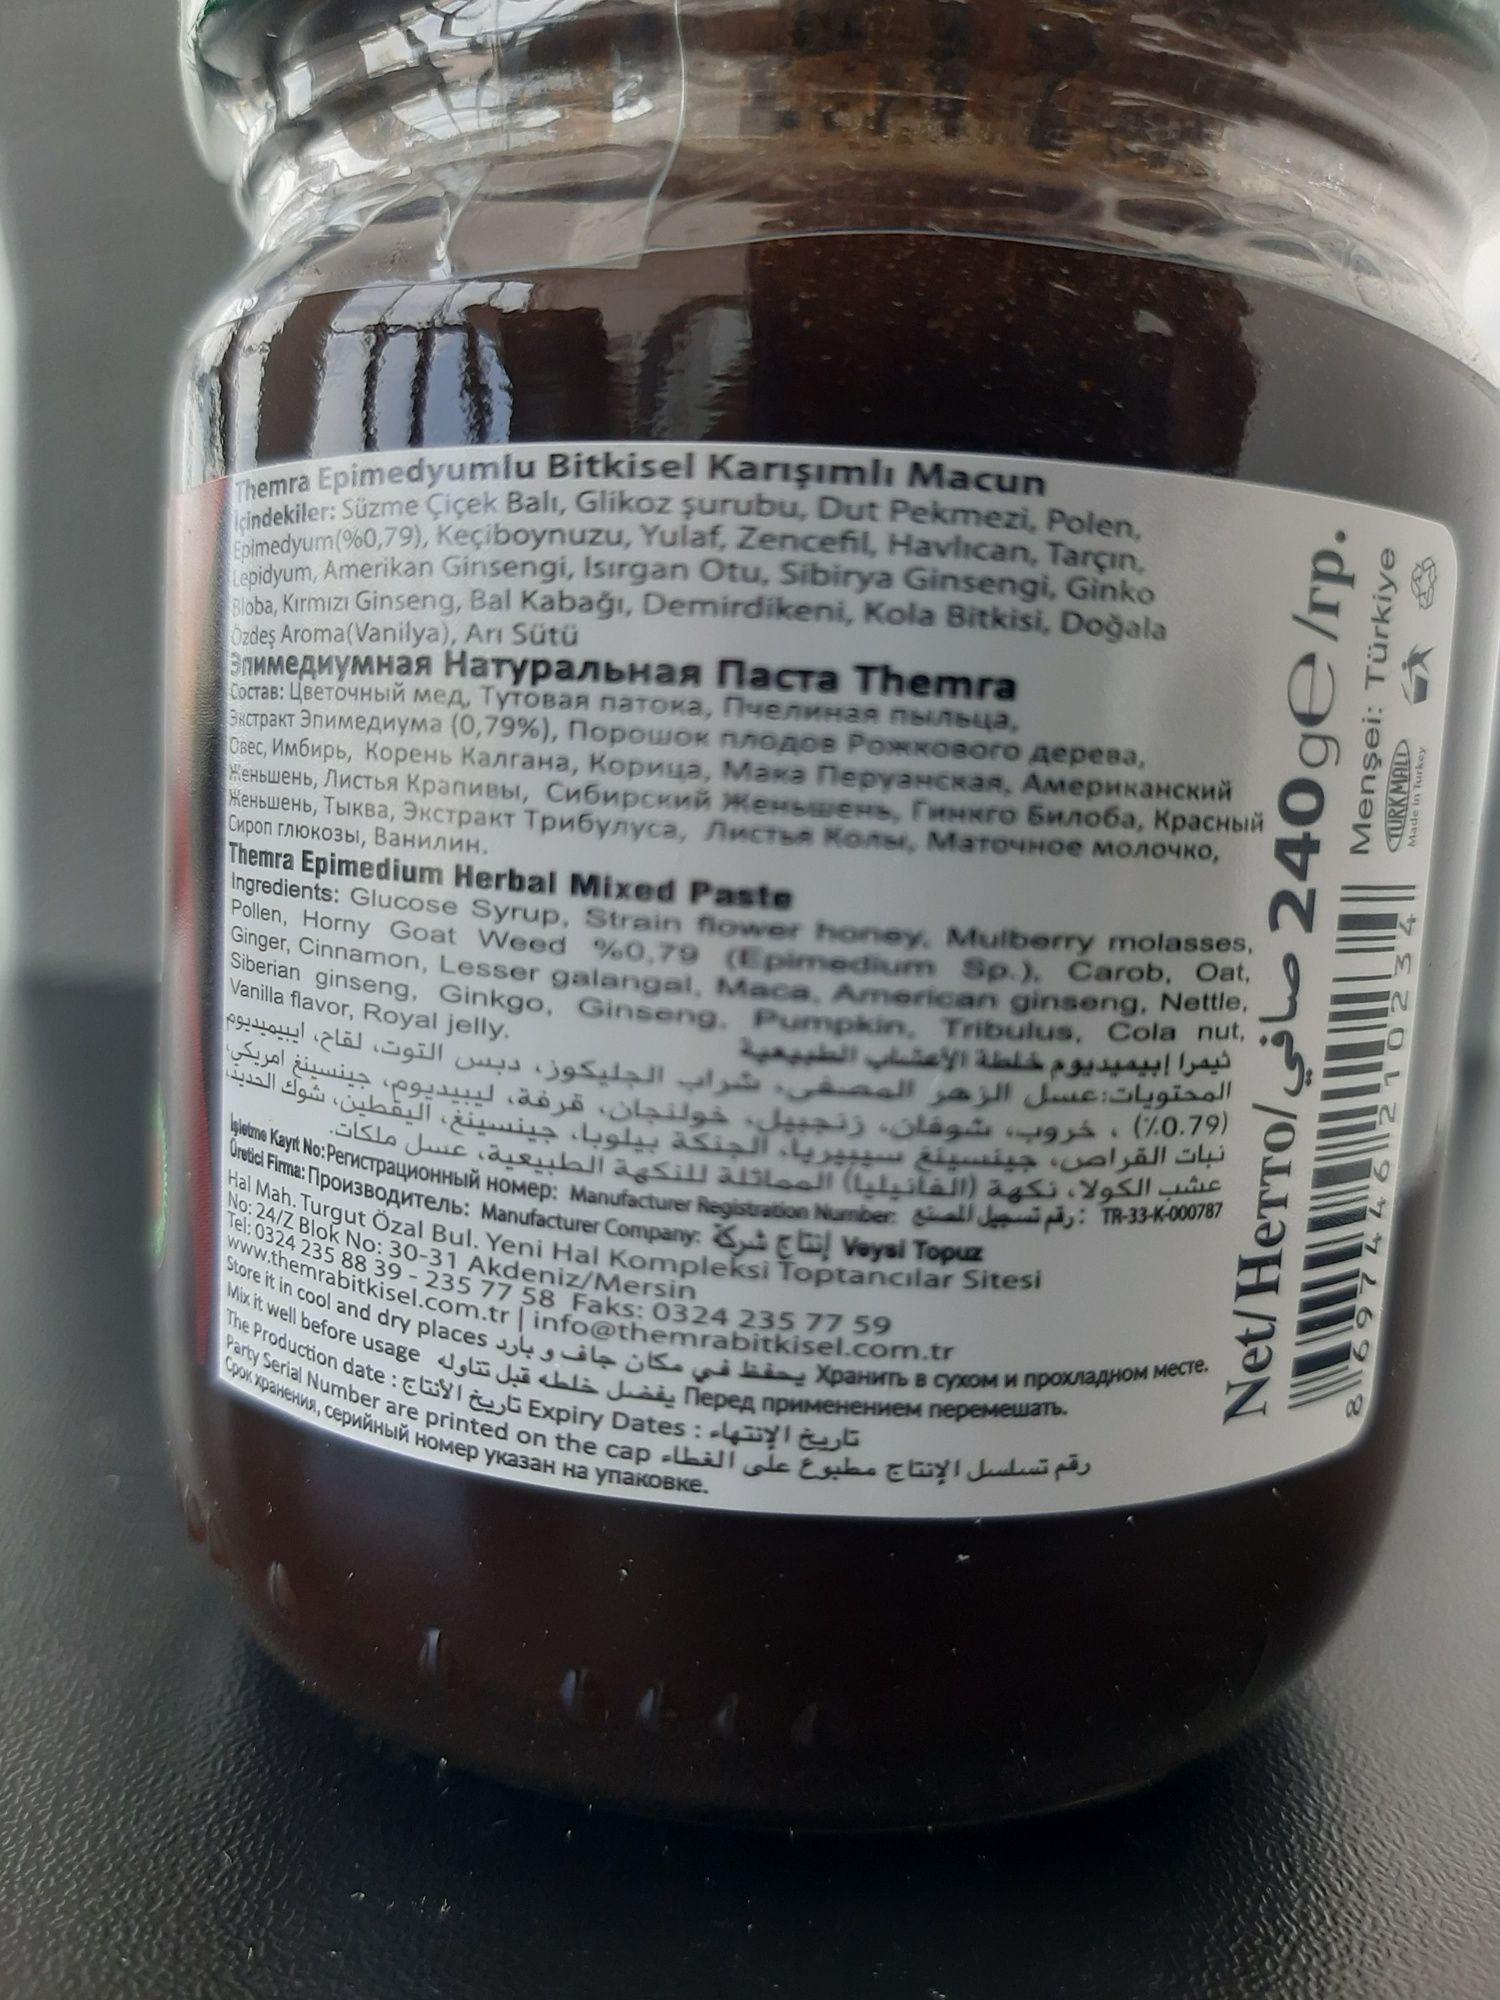 Themra Epimedyumlu Bitkisel Karışımlı Macun
İçindekiler: Süzme Çiçek Balı, Glikoz şurubu, Dut Pekmezi, Polen,
Epimedyum(%0,79), Keçiboynuzu, Yulaf, Zencefil, Havlıcan, Tarçın,
Lepidyum, Amerikan Ginsengi, Isırgan Otu, Sibirya Ginsengi, Ginko
Bloba, Kırmızı Ginseng, Bal Kabağı, Demirdikeni, Kola Bitkisi, Doğala
Özdeş Aroma(Vanilya), Arı Sütü
Эпимедиумная Натуральная Паста Themra
Состав: Цветочный мед, Тутовая патока, Пчелиная пыльца,
Экстракт Эпимедиума (0,79%), Порошок плодов Рожкового дерева,
Овес, Имбирь, Корень Калгана, Корица, Мака Перуанская, Американский
Женьшень, Листья Крапивы, Сибирский Женьшень, Гинкго Билоба, Красный
Женьшень, Тыква, Экстракт Трибулуса, Листья Колы, Маточное молочко,
Сироп глюкозы, Ванилин.
Themra Epimedium Herbal Mixed Paste
Ingredients: Glucose Syrup, Strain flower honey, Mulberry molasses,
Pollen, Horny Goat Weed %0,79 (Epimedium Sp.), Carob, Oat,
Ginger, Cinnamon, Lesser galangal, Maca, American ginseng, Nettle,
Siberian ginseng, Ginkgo, Ginseng, Pumpkin, Tribulus, Cola nut,
Vanilla flavor, Royal jelly.
ثيمرا إبيميديوم خلطة الأعشاب الطبيعية
المحتويات:عسل الزهر المصفى، شراب الجليكوز، دبس التوت، لقاح، ايبيميديوم
(٪0.79) ، خروب، شوفان، زنجبيل، خولنجان، قرفة، ليبيديوم، جينسينغ امريكي،
نبات القراص، جينسينغ سيبيريا، الجنكة بيلوبا، جينسينغ، اليقطين، شوك الحديد،
عشب الكولا، نكهة (الفانيليا) المماثلة للنكهة الطبيعية، عسل ملكات.
İşletme Kayıt No: Регистрационный номер: Manufacturer Registration Number: رقم تسجيل المصنع : TR-33-K-000787
Üretici Firma: Производитель: Manufacturer Company: إنتاج شركة Veysi Topuz
Hal Mah. Turgut Özal Bul. Yeni Hal Kompleksi Toptancılar Sitesi
No: 24/Z Blok No: 30-31 Akdeniz/Mersin
Tel: 0324 235 88 39 - 235 77 58 Faks: 0324 235 77 59
www.themrabitkisel.com.tr | info@themrabitkisel.com.tr
Store it in cool and dry places يحفظ في مكان جاف و بارد Хранить в сухом и прохладном месте.
Mix it well before usage يفضل خلطه قبل تناوله Перед применением перемешать.
The Production date : تاريخ الأنتاج Expiry Dates : تاريخ الإنتهاء
Party Serial Number are printed on the cap رقم تسلسل الإنتاج مطبوع على الغطاء
Срок хранения, серийный номер указан на упаковке.
Net/Нетто/صافي 240ge/гр.
Menşei: Türkiye
TURKMALI
Made in Turkey
8697446210234